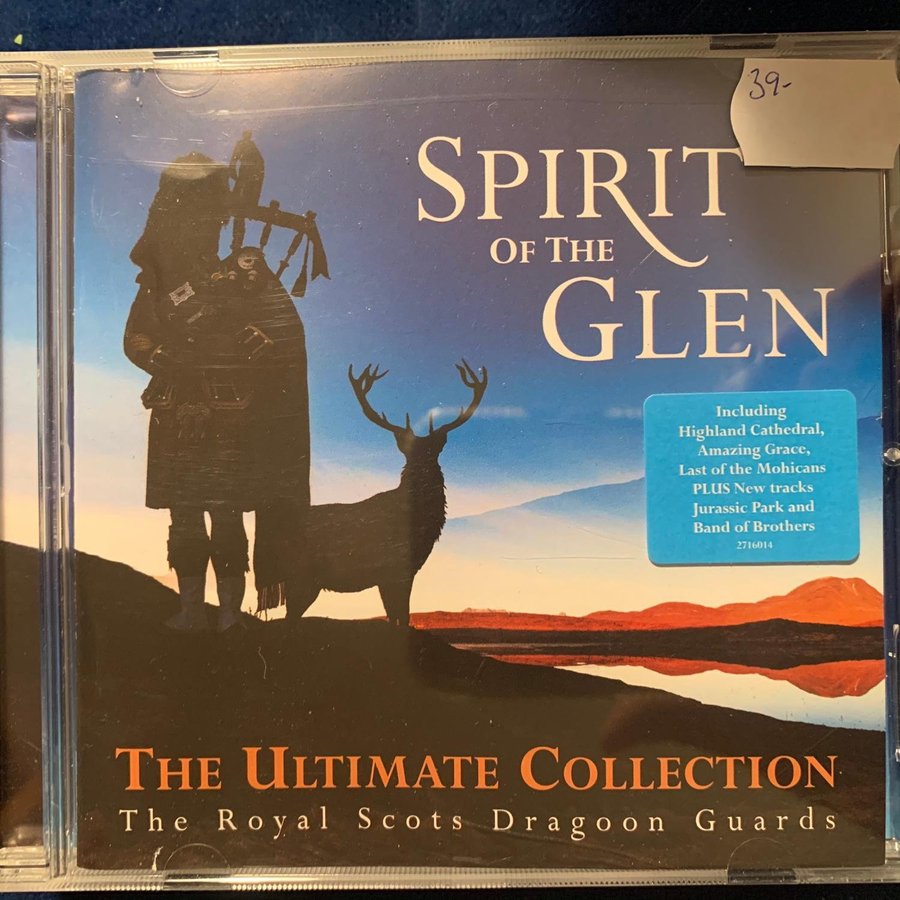 39-
SPIRIT
OF THE
GLEN
Including
Highland Cathedral,
Amazing Grace,
Last of the Mohicans
PLUS New tracks
Jurassic Park and
Band of Brothers
2716014
THE ULTIMATE COLLECTION
The Royal Scots Dragoon Guards